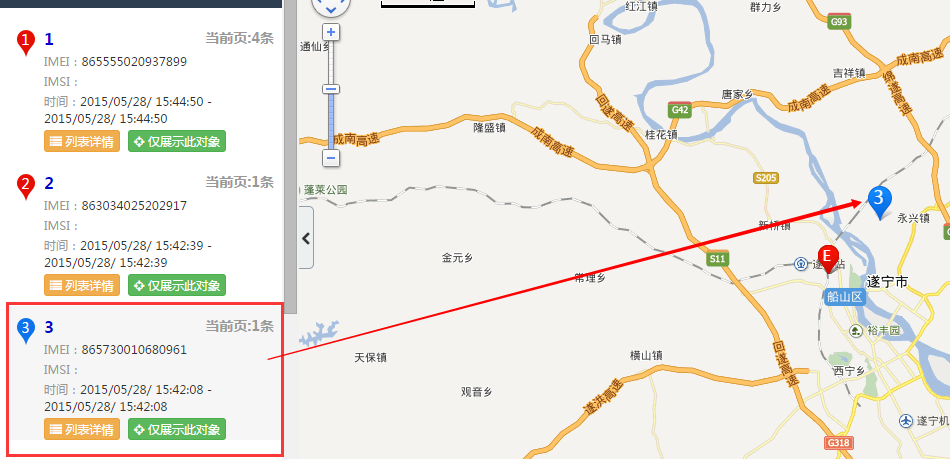 1
1
当前页:4条
IMEI：865555020937899
IMSI：
时间：2015/05/28/ 15:44:50 -
2015/05/28/ 15:44:50
列表详情
仅展示此对象
2
2
当前页:1条
IMEI：863034025202917
IMSI：
时间：2015/05/28/ 15:42:39 -
2015/05/28/ 15:42:39
列表详情
仅展示此对象
3
3
当前页:1条
IMEI：865730010680961
IMSI：
时间：2015/05/28/ 15:42:08 -
2015/05/28/ 15:42:08
列表详情
仅展示此对象
红江镇
群力乡
G93
回马镇
通仙乡
成南高速
吉祥镇
绵遂高速
唐家乡
成南高速
回遂高速
G42
隆盛镇
桂花镇
成南高速
成南高速
S205
蓬莱公园
3
永兴镇
新桥镇
金元乡
S11
E
常理乡
遂宁市
船山区
裕丰园
天保镇
横山镇
回遂高速
西宁乡
观音乡
遂洪高速
遂宁机
G318